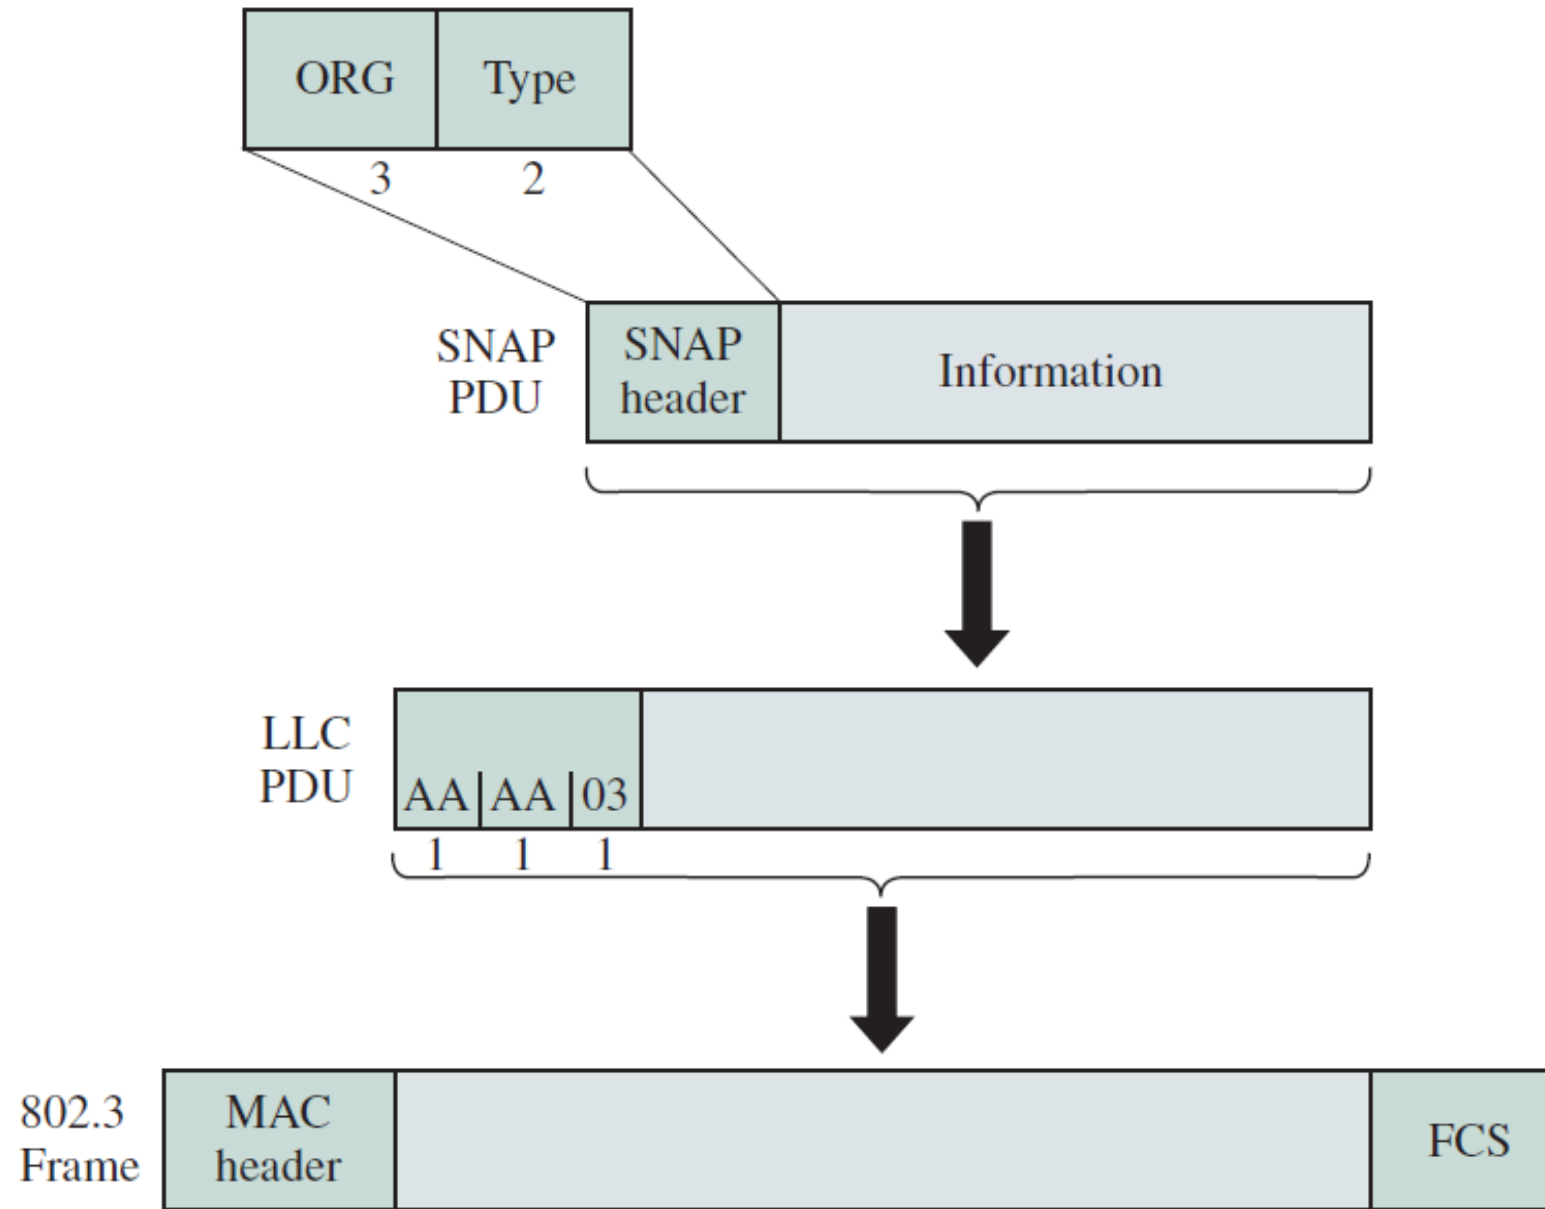 ORG Type
3 2
SNAP
PDU
SNAP
header
Information
LLC
PDU
AA AA 03
1 1 1
802.3
Frame
MAC
header
FCS